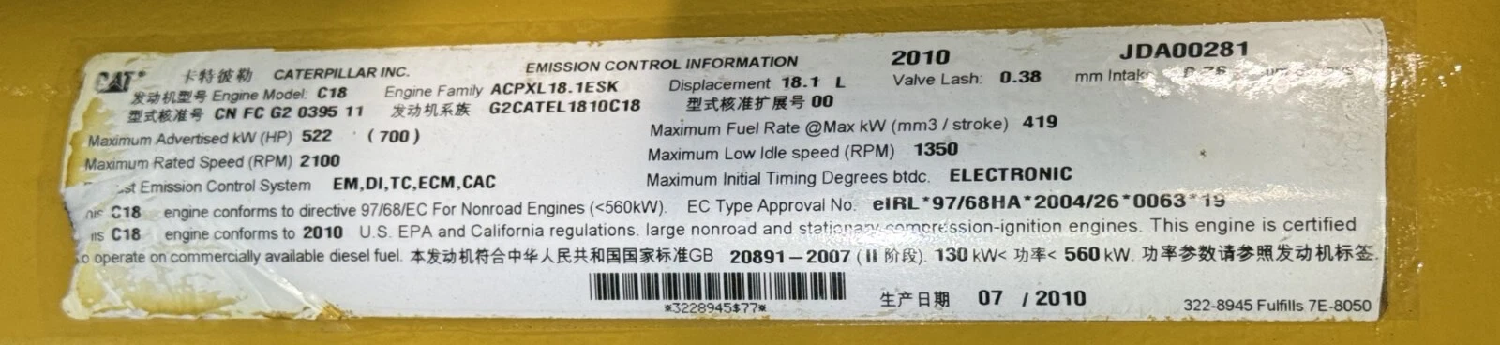 CAT® 卡特彼勒 CATERPILLAR INC. EMISSION CONTROL INFORMATION 2010 JDA00281
发动机型号 Engine Model: C18 Engine Family ACPXL18.1ESK Displacement 18.1 L Valve Lash: 0.38 mm Intake
型式核准号 CN FC G2 0395 11 发动机系族 G2CATEL1810C18 型式核准扩展号 00
Maximum Advertised kW (HP) 522 (700) Maximum Fuel Rate @Max kW (mm3 / stroke) 419
Maximum Rated Speed (RPM) 2100 Maximum Low Idle speed (RPM) 1350
Emission Control System EM,DI,TC,ECM,CAC Maximum Initial Timing Degrees btdc. ELECTRONIC
C18 engine conforms to directive 97/68/EC For Nonroad Engines (<560kW). EC Type Approval No. eIRL*97/68HA*2004/26*0063*19
C18 engine conforms to 2010 U.S. EPA and California regulations. large nonroad and stationary compression-ignition engines. This engine is certified
to operate on commercially available diesel fuel. 本发动机符合中华人民共和国国家标准GB 20891-2007 (II 阶段). 130 kW< 功率< 560 kW. 功率参数请参照发动机标签.
*3228945$77* 生产日期 07 / 2010 322-8945 Fulfills 7E-8050